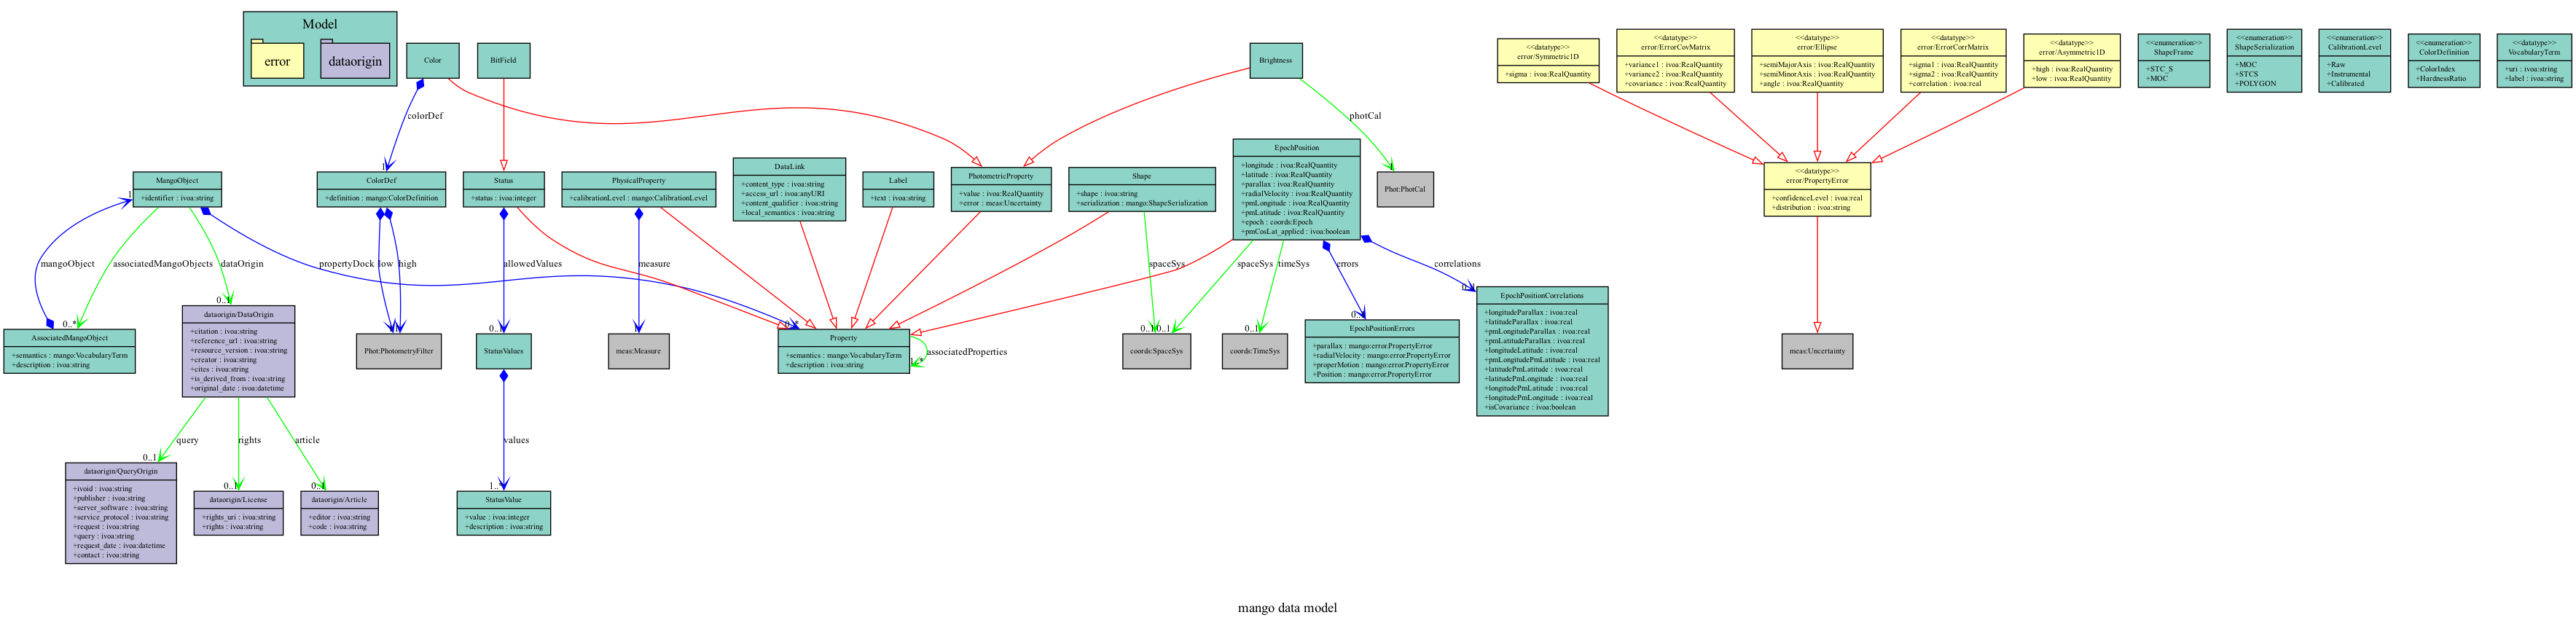 Model
error
dataorigin
Color
BitField
Brightness
<<datatype>>
error/Symmetric1D
+sigma : ivoa:RealQuantity
<<datatype>>
error/ErrorCovMatrix
+variance1 : ivoa:RealQuantity
+variance2 : ivoa:RealQuantity
+covariance : ivoa:RealQuantity
<<datatype>>
error/Ellipse
+semiMajorAxis : ivoa:RealQuantity
+semiMinorAxis : ivoa:RealQuantity
+angle : ivoa:RealQuantity
<<datatype>>
error/ErrorCorrMatrix
+sigma1 : ivoa:RealQuantity
+sigma2 : ivoa:RealQuantity
+correlation : ivoa:real
<<datatype>>
error/Asymmetric1D
+high : ivoa:RealQuantity
+low : ivoa:RealQuantity
<<enumeration>>
ShapeFrame
+STC_S
+MOC
<<enumeration>>
ShapeSerialization
+MOC
+STCS
+POLYGON
<<enumeration>>
CalibrationLevel
+Raw
+Instrumental
+Calibrated
<<enumeration>>
ColorDefinition
+ColorIndex
+HardnessRatio
<<datatype>>
VocabularyTerm
+uri : ivoa:string
+label : ivoa:string
colorDef
1
photCal
1
MangoObject
+identifier : ivoa:string
1
ColorDef
+definition : mango:ColorDefinition
Status
+status : ivoa:integer
PhysicalProperty
+calibrationLevel : mango:CalibrationLevel
DataLink
+content_type : ivoa:string
+access_url : ivoa:anyURI
+content_qualifier : ivoa:string
+local_semantics : ivoa:string
Label
+text : ivoa:string
PhotometricProperty
+value : ivoa:RealQuantity
+error : meas:Uncertainty
Shape
+shape : ivoa:string
+serialization : mango:ShapeSerialization
EpochPosition
+longitude : ivoa:RealQuantity
+latitude : ivoa:RealQuantity
+parallax : ivoa:RealQuantity
+radialVelocity : ivoa:RealQuantity
+pmLongitude : ivoa:RealQuantity
+pmLatitude : ivoa:RealQuantity
+epoch : coords:Epoch
+pmCosLat_applied : ivoa:boolean
Phot:PhotCal
<<datatype>>
error/PropertyError
+confidenceLevel : ivoa:real
+distribution : ivoa:string
mangoObject
associatedMangoObjects
dataOrigin
propertyDock
low
high
allowedValues
measure
spaceSys
spaceSys
timeSys
errors
correlations
0..*
0..1
0..1
1
0..*
0..1
0..1
0..1
AssociatedMangoObject
+semantics : mango:VocabularyTerm
+description : ivoa:string
dataorigin/DataOrigin
+citation : ivoa:string
+reference_url : ivoa:string
+resource_version : ivoa:string
+creator : ivoa:string
+cites : ivoa:string
+is_derived_from : ivoa:string
+original_date : ivoa:datetime
Phot:PhotometryFilter
StatusValues
meas:Measure
Property
+semantics : mango:VocabularyTerm
+description : ivoa:string
associatedProperties
coords:SpaceSys
coords:TimeSys
EpochPositionErrors
+parallax : mango:error.PropertyError
+radialVelocity : mango:error.PropertyError
+properMotion : mango:error.PropertyError
+Position : mango:error.PropertyError
EpochPositionCorrelations
+longitudeParallax : ivoa:real
+latitudeParallax : ivoa:real
+pmLongitudeParallax : ivoa:real
+pmLatitudeParallax : ivoa:real
+longitudeLatitude : ivoa:real
+pmLongitudePmLatitude : ivoa:real
+latitudePmLatitude : ivoa:real
+latitudePmLongitude : ivoa:real
+longitudePmLatitude : ivoa:real
+longitudePmLongitude : ivoa:real
+isCovariance : ivoa:boolean
meas:Uncertainty
query
rights
article
values
0..1
0..1
0..1
1..*
dataorigin/QueryOrigin
+ivoid : ivoa:string
+publisher : ivoa:string
+server_software : ivoa:string
+service_protocol : ivoa:string
+request : ivoa:string
+query : ivoa:string
+request_date : ivoa:datetime
+contact : ivoa:string
dataorigin/License
+rights_uri : ivoa:string
+rights : ivoa:string
dataorigin/Article
+editor : ivoa:string
+code : ivoa:string
StatusValue
+value : ivoa:integer
+description : ivoa:string
mango data model